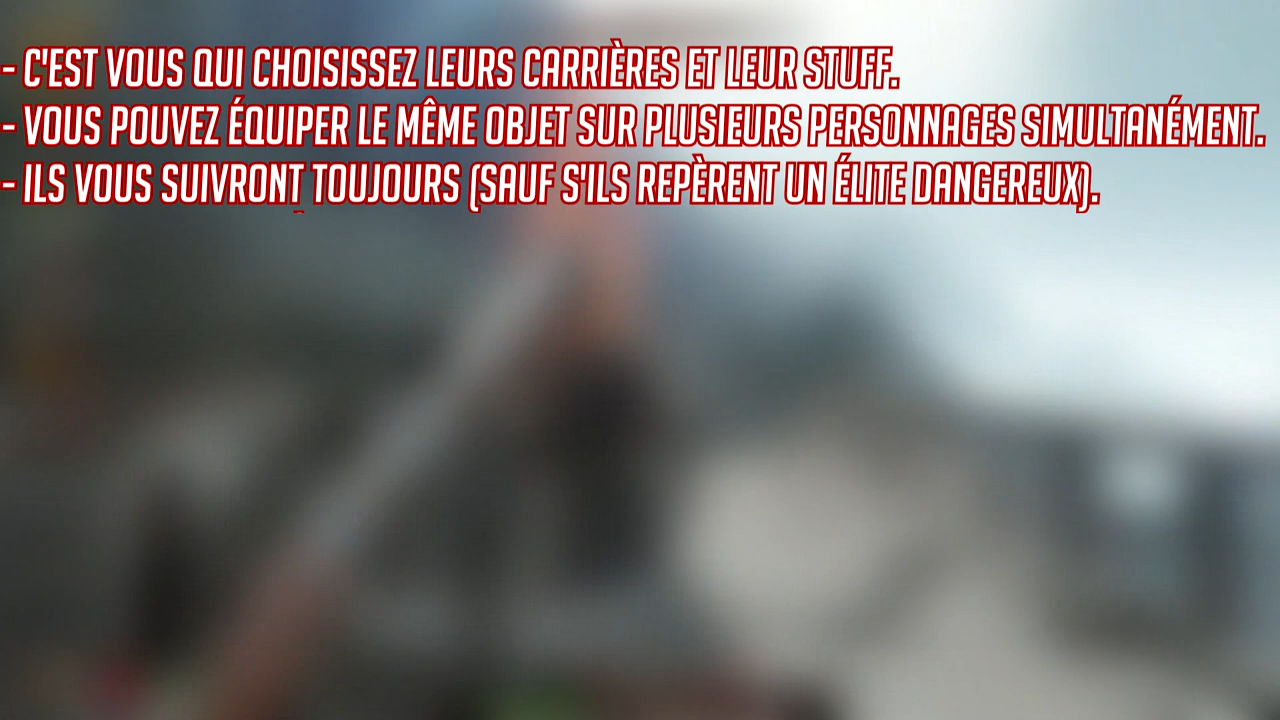 - C'EST VOUS QUI CHOISISSEZ LEURS CARRIÈRES ET LEUR STUFF.
- VOUS POUVEZ ÉQUIPER LE MÊME OBJET SUR PLUSIEURS PERSONNAGES SIMULTANÉMENT.
- ILS VOUS SUIVRONT TOUJOURS (SAUF S'ILS REPÈRENT UN ÉLITE DANGEREUX).